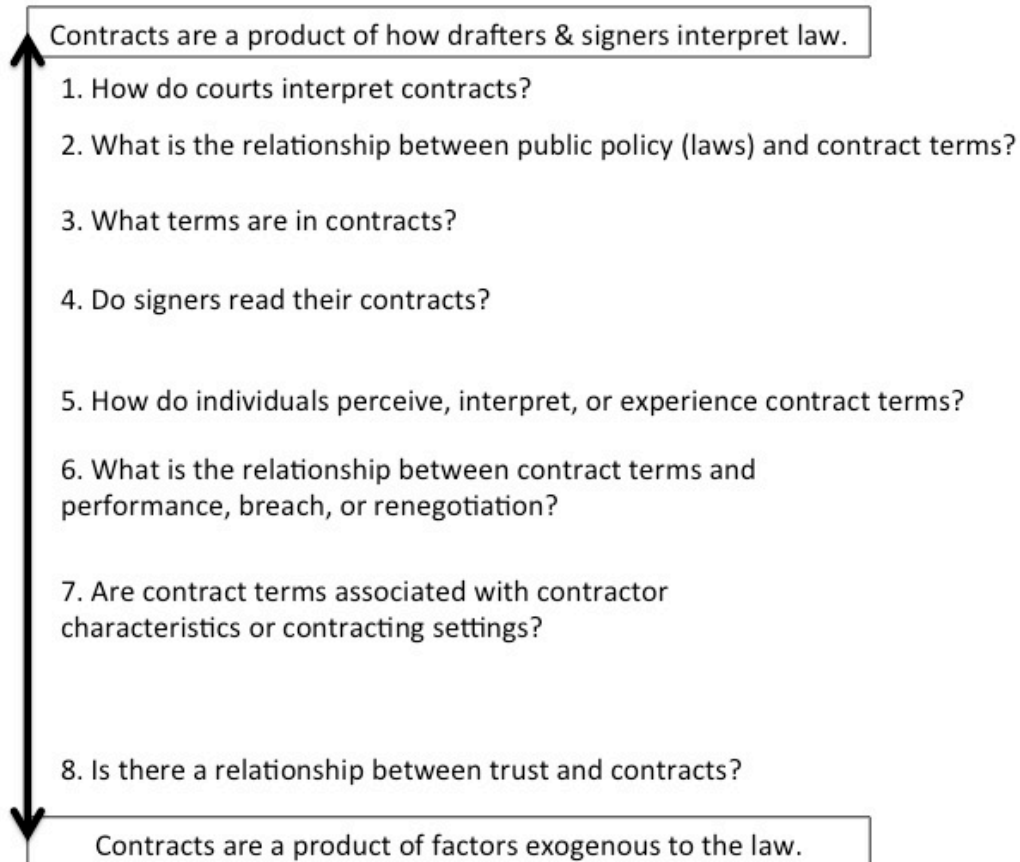 Contracts are a product of how drafters & signers interpret law.
1. How do courts interpret contracts?
2. What is the relationship between public policy (laws) and contract terms?
3. What terms are in contracts?
4. Do signers read their contracts?
5. How do individuals perceive, interpret, or experience contract terms?
6. What is the relationship between contract terms and
performance, breach, or renegotiation?
7. Are contract terms associated with contractor
characteristics or contracting settings?
8. Is there a relationship between trust and contracts?
Contracts are a product of factors exogenous to the law.